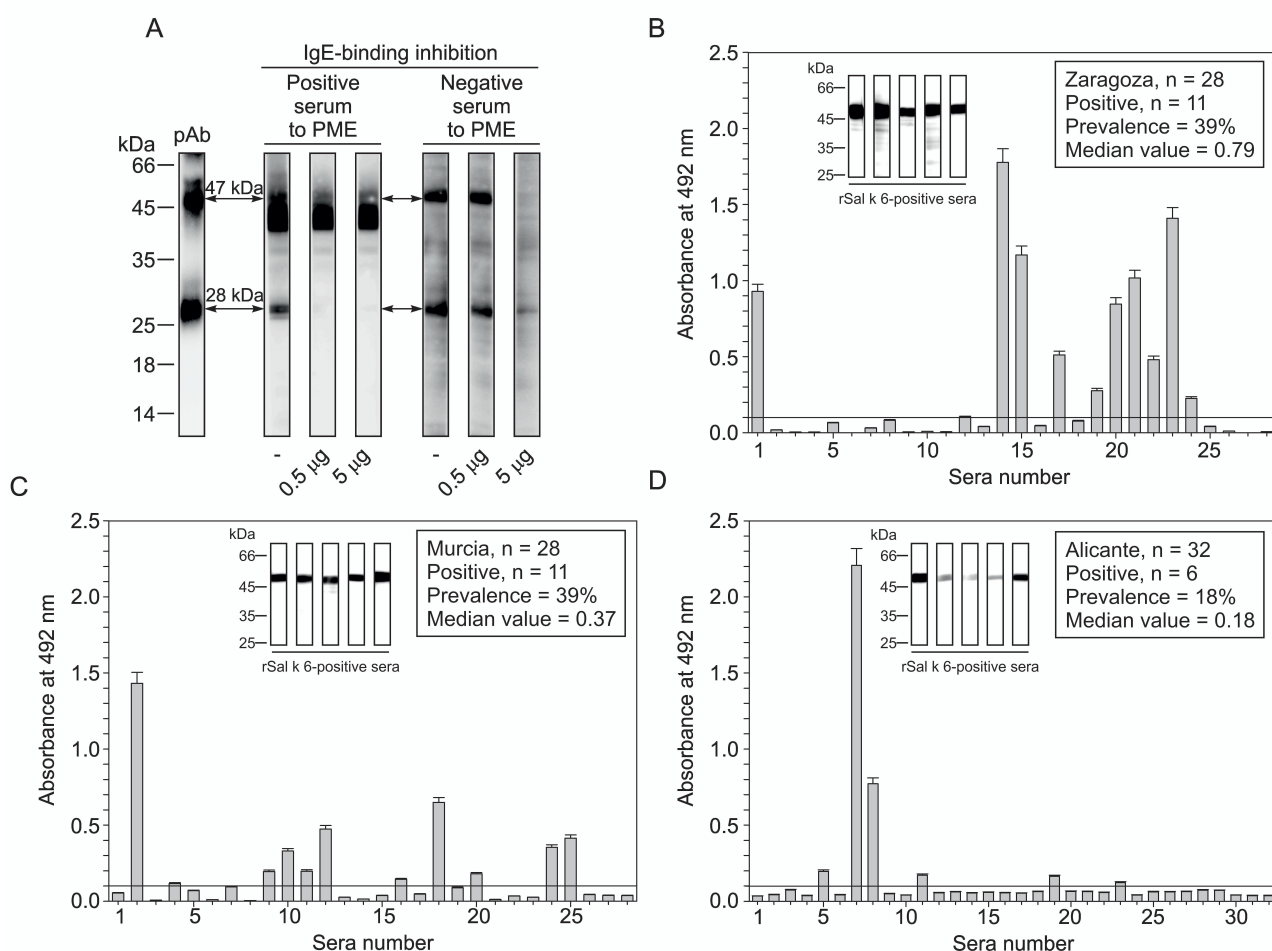 A
IgE-binding inhibition
Positive
serum
to PME
Negative
serum
to PME
kDa
pAb
66
45
35
25
18
14
47 kDa
28 kDa
-
0.5 µg
5 µg
-
0.5 µg
5 µg
B
Absorbance at 492 nm
2.5
2.0
1.5
1.0
0.5
0.0
1
5
10
15
20
25
Sera number
kDa
66
45
35
25
rSal k 6-positive sera
Zaragoza, n = 28
Positive, n = 11
Prevalence = 39%
Median value = 0.79
C
Absorbance at 492 nm
2.5
2.0
1.5
1.0
0.5
0.0
1
5
10
15
20
25
Sera number
kDa
66
45
35
25
rSal k 6-positive sera
Murcia, n = 28
Positive, n = 11
Prevalence = 39%
Median value = 0.37
D
Absorbance at 492 nm
2.5
2.0
1.5
1.0
0.5
0.0
1
5
10
15
20
25
30
Sera number
kDa
66
45
35
25
rSal k 6-positive sera
Alicante, n = 32
Positive, n = 6
Prevalence = 18%
Median value = 0.18